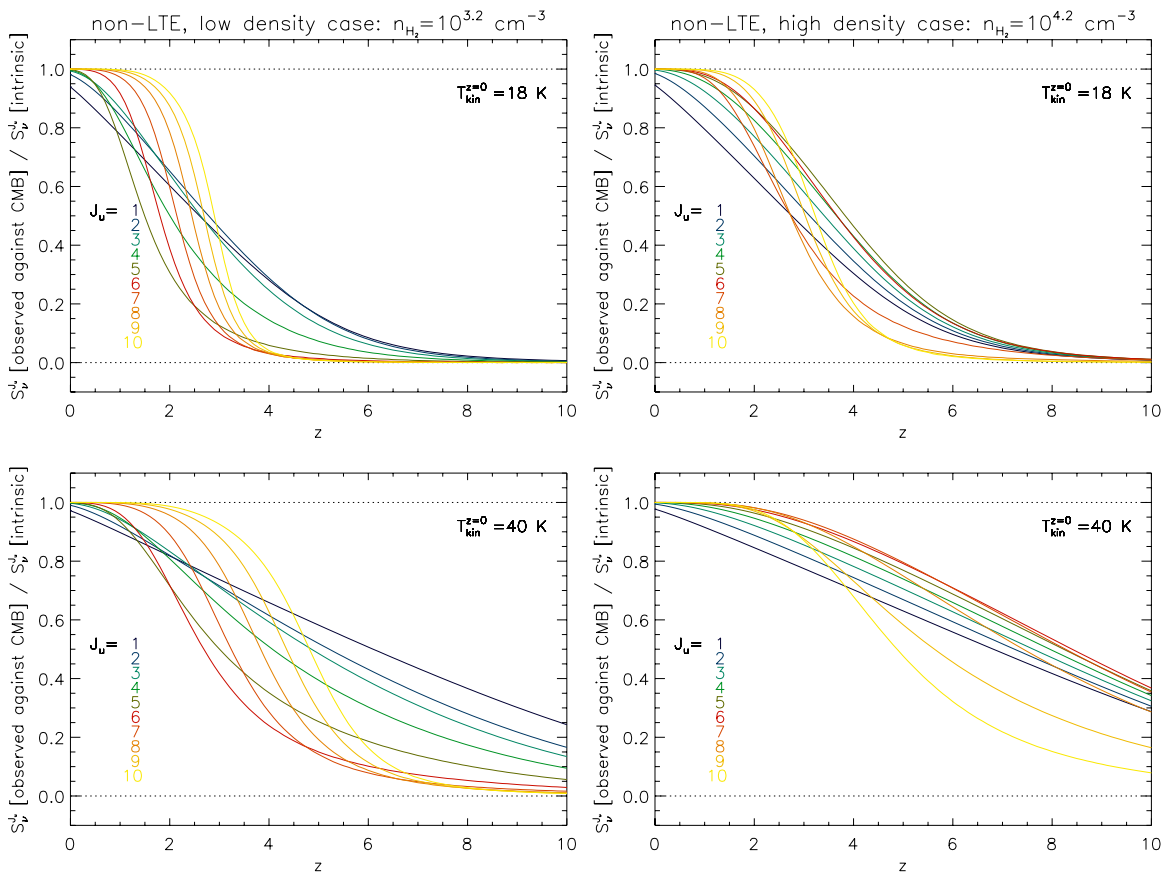 non-LTE, low density case: n_H₂=10^3.2 cm^−3
S_ν^Jᵤ [observed against CMB] / S_ν^Jᵤ [intrinsic]
1.0
0.8
0.6
0.4
0.2
0.0
T_kin^z=0 =18 K
J_u=
1
2
3
4
5
6
7
8
9
10
0 2 4 6 8 10
z
non-LTE, high density case: n_H₂=10^4.2 cm^−3
S_ν^Jᵤ [observed against CMB] / S_ν^Jᵤ [intrinsic]
1.0
0.8
0.6
0.4
0.2
0.0
T_kin^z=0 =18 K
J_u=
1
2
3
4
5
6
7
8
9
10
0 2 4 6 8 10
z
S_ν^Jᵤ [observed against CMB] / S_ν^Jᵤ [intrinsic]
1.0
0.8
0.6
0.4
0.2
0.0
T_kin^z=0 =40 K
J_u=
1
2
3
4
5
6
7
8
9
10
0 2 4 6 8 10
z
S_ν^Jᵤ [observed against CMB] / S_ν^Jᵤ [intrinsic]
1.0
0.8
0.6
0.4
0.2
0.0
T_kin^z=0 =40 K
J_u=
1
2
3
4
5
6
7
8
9
10
0 2 4 6 8 10
z